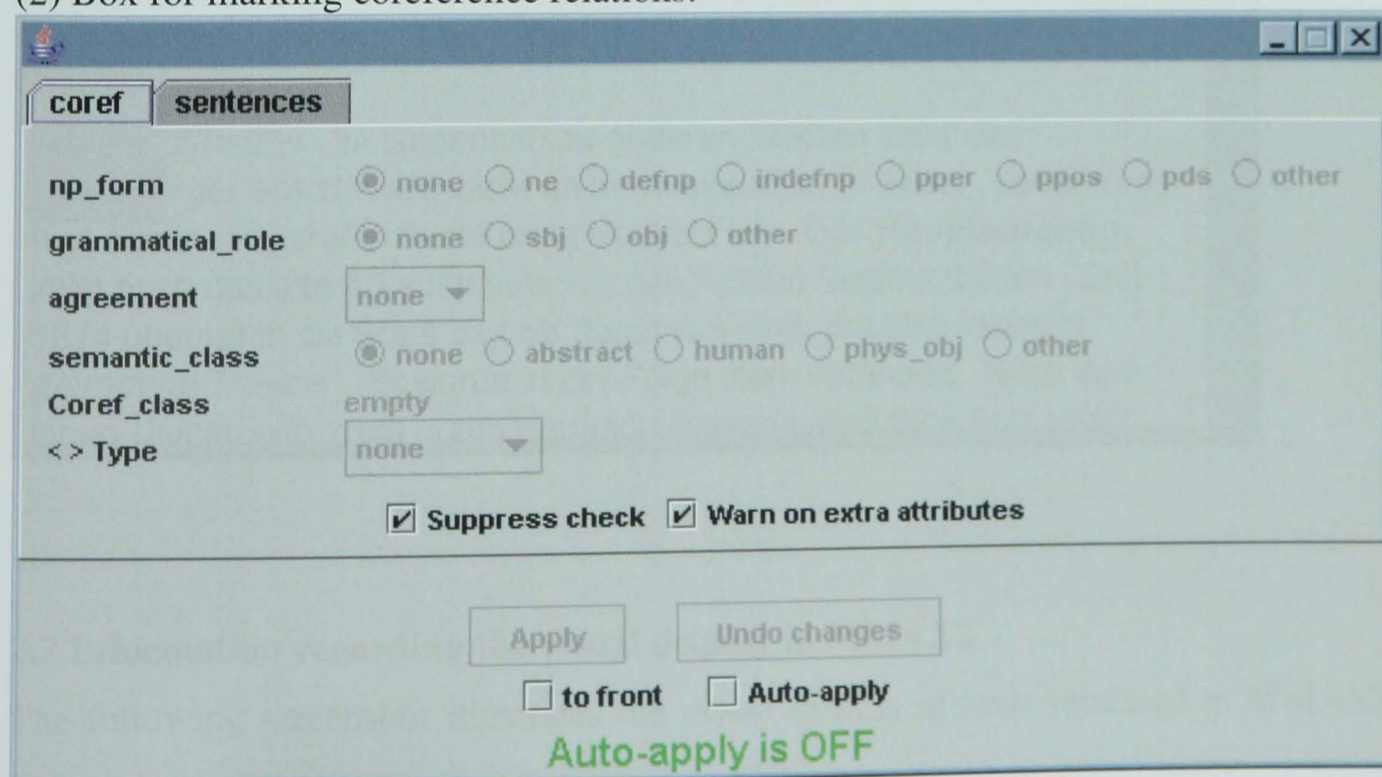 (2) Box for marking coreference relations:
coref sentences
np_form none ne defnp indefnp pper ppos pds other
grammatical_role none sbj obj other
agreement none
semantic_class none abstract human phys_obj other
Coref_class empty
< > Type none
Suppress check Warn on extra attributes
Apply Undo changes
to front Auto-apply
Auto-apply is OFF